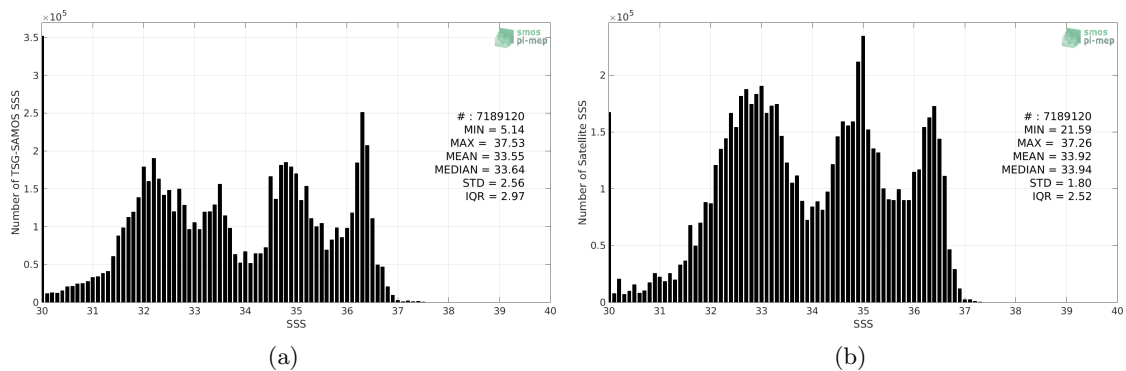 ×10⁵
3.5
3
2.5
2
1.5
1
0.5
0
30 31 32 33 34 35 36 37 38 39 40
SSS
Number of TSG-SAMOS SSS
smos
pi-mep
# : 7189120
MIN = 5.14
MAX = 37.53
MEAN = 33.55
MEDIAN = 33.64
STD = 2.56
IQR = 2.97
(a)
×10⁵
2
1.5
1
0.5
0
30 31 32 33 34 35 36 37 38 39 40
SSS
Number of Satellite SSS
smos
pi-mep
# : 7189120
MIN = 21.59
MAX = 37.26
MEAN = 33.92
MEDIAN = 33.94
STD = 1.80
IQR = 2.52
(b)